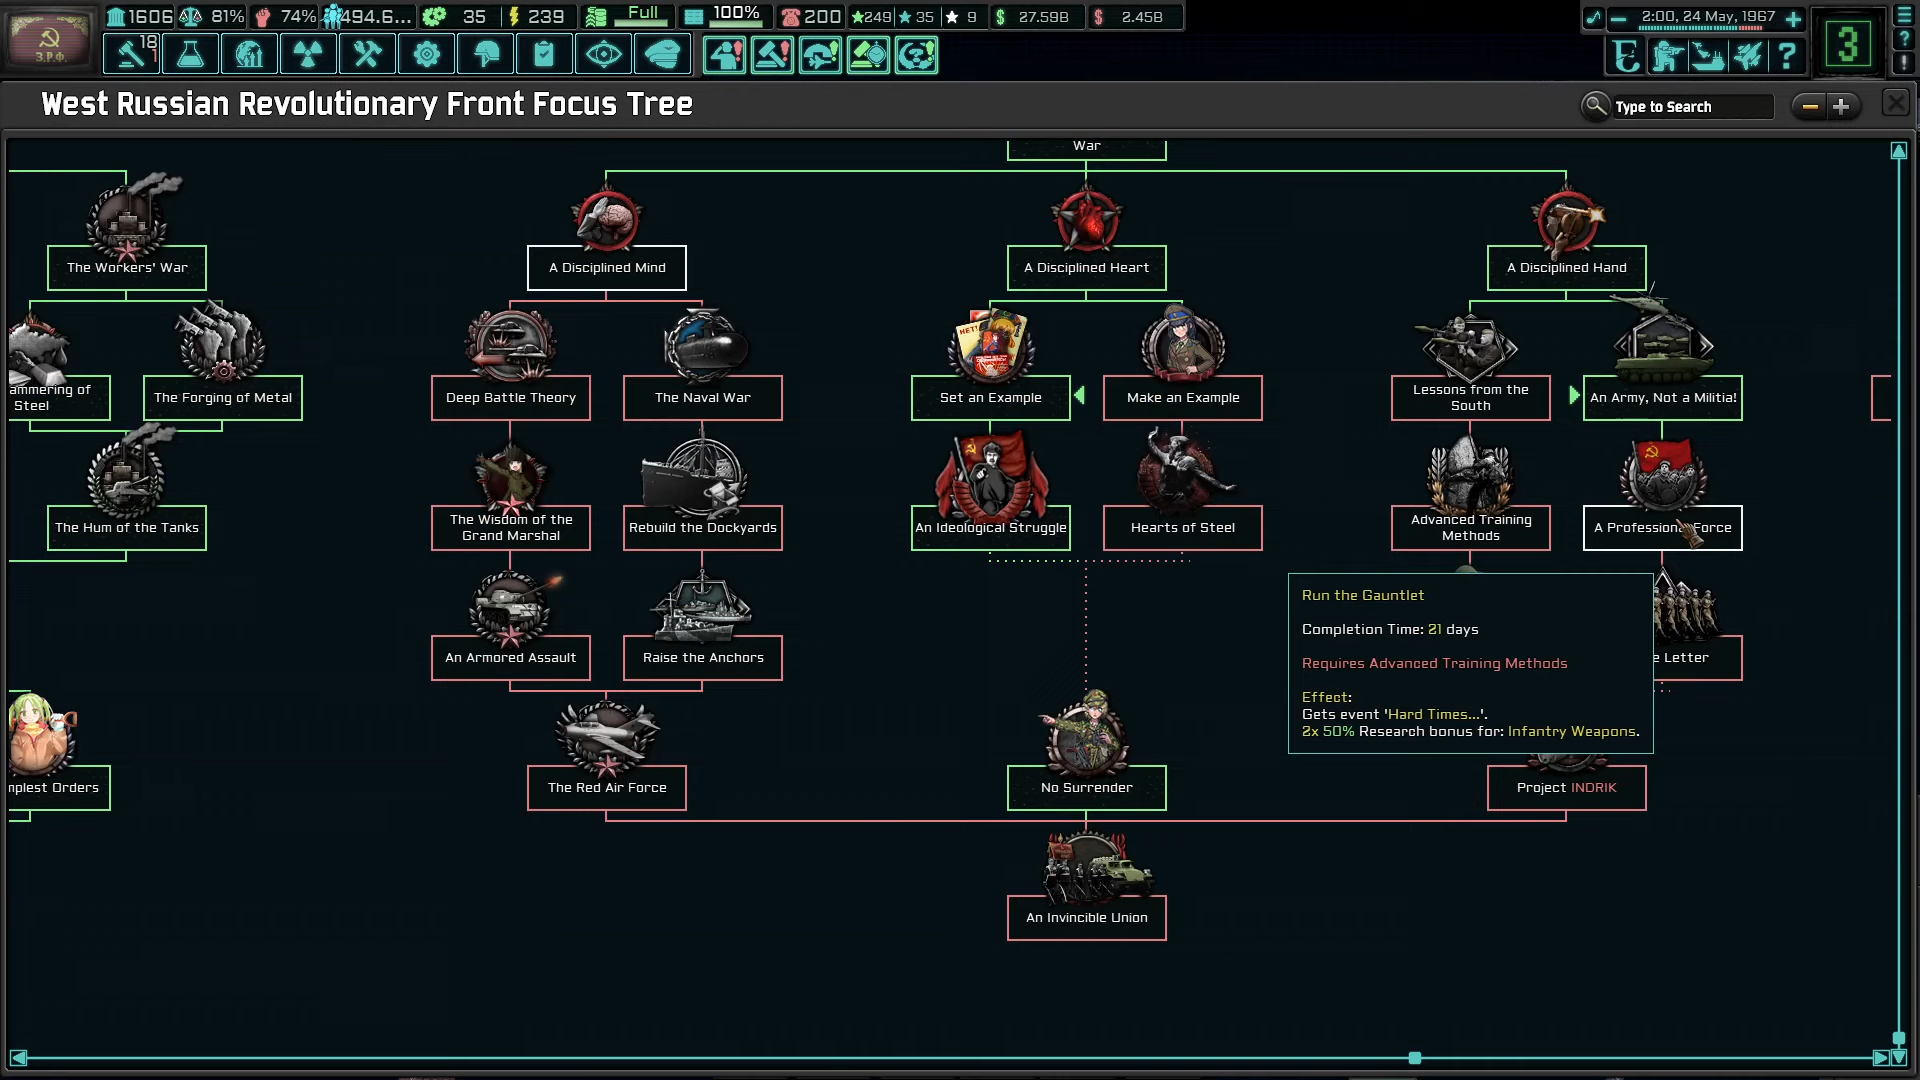 1606
81%
74%
494.6...
35
239
Full
100%
200
249
35
9
$ 27.59B
$ 2.45B
2:00, 24 May, 1967
З.Р.Ф.
18
1
3
West Russian Revolutionary Front Focus Tree
Type to Search
War
The Workers' War
A Disciplined Mind
A Disciplined Heart
A Disciplined Hand
НЕТ!
ammering of
Steel
The Forging of Metal
Deep Battle Theory
The Naval War
Set an Example
Make an Example
Lessons from the
South
An Army, Not a Militia!
The Hum of the Tanks
The Wisdom of the
Grand Marshal
Rebuild the Dockyards
An Ideological Struggle
Hearts of Steel
Advanced Training
Methods
A Profession Force
An Armored Assault
Raise the Anchors
e Letter
Run the Gauntlet
Completion Time: 21 days
Requires Advanced Training Methods
Effect:
Gets event 'Hard Times...'.
2x 50% Research bonus for: Infantry Weapons.
mplest Orders
The Red Air Force
No Surrender
Project INDRIK
An Invincible Union